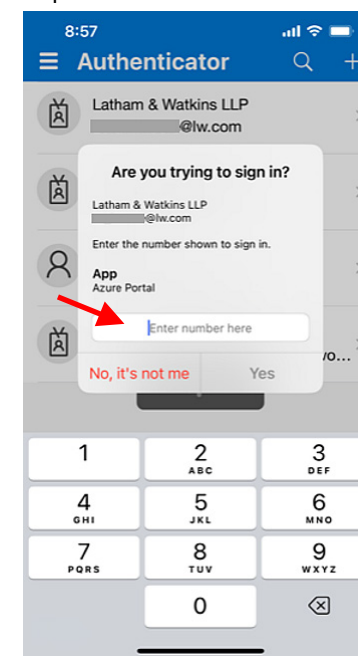 8:57
Authenticator
Latham & Watkins LLP
@lw.com
Are you trying to sign in?
Latham & Watkins LLP
@lw.com
Enter the number shown to sign in.
App
Azure Portal
Enter number here
No, it's not me
Yes
1
2
ABC
3
DEF
4
GHI
5
JKL
6
MNO
7
PQRS
8
TUV
9
WXYZ
0